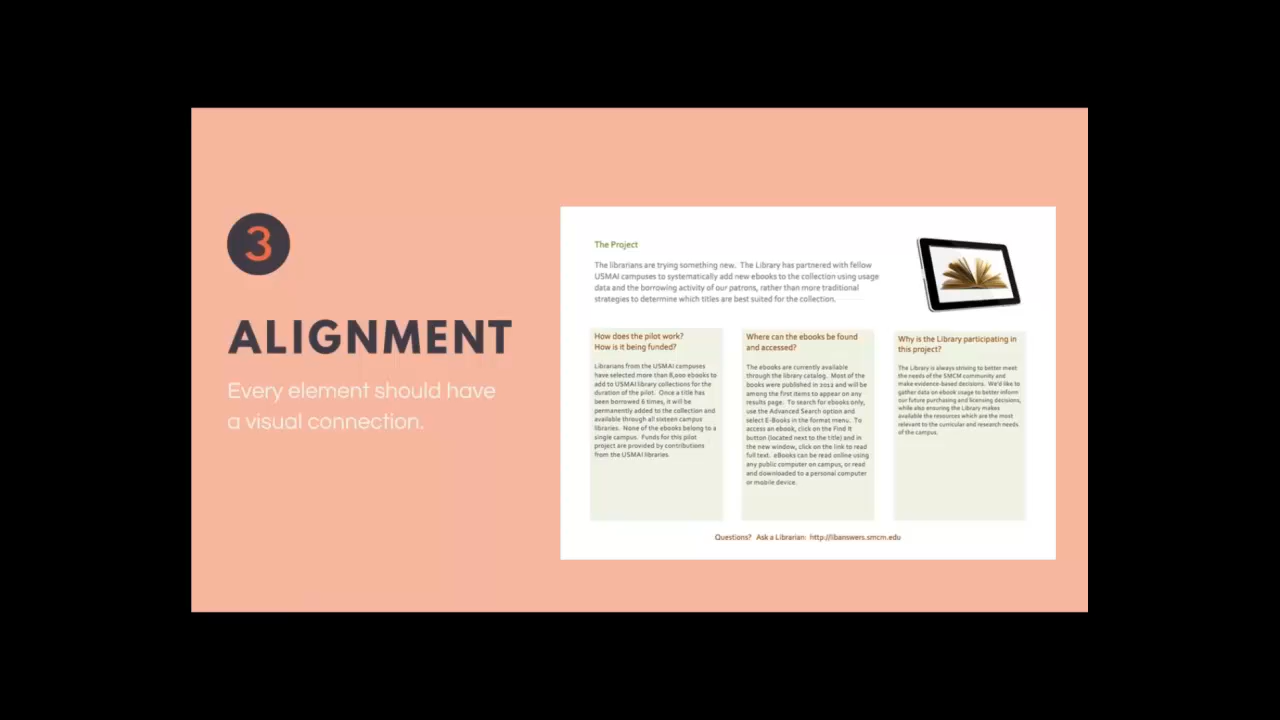 3
ALIGNMENT
Every element should have
a visual connection.
The Project
The librarians are trying something new. The Library has partnered with fellow
USMAI campuses to systematically add new ebooks to the collection using usage
data and the borrowing activity of our patrons, rather than more traditional
strategies to determine which titles are best suited for the collection.
How does the pilot work?
How is it being funded?
Librarians from the USMAI campuses
have selected more than 8,000 ebooks to
add to USMAI library collections for the
duration of the pilot. Once a title has
been borrowed 6 times, it will be
permanently added to the collection and
available through all sixteen campus
libraries. None of the ebooks belong to a
single campus. Funds for this pilot
project are provided by contributions
from the USMAI libraries.
Where can the ebooks be found
and accessed?
The ebooks are currently available
through the library catalog. Most of the
books were published in 2012 and will be
among the first items to appear on any
results page. To search for ebooks only,
use the Advanced Search option and
select E-Books in the format menu. To
access an ebook, click on the Find It
button (located next to the title) and in
the new window, click on the link to read
full text. eBooks can be read online using
any public computer on campus, or read
and downloaded to a personal computer
or mobile device.
Why is the Library participating in
this project?
The Library is always striving to better meet
the needs of the SMCM community and
make evidence-based decisions. We'd like to
gather data on ebook usage to better inform
our future purchasing and licensing decisions,
while also ensuring the Library makes
available the resources which are the most
relevant to the curricular and research needs
of the campus.
Questions? Ask a Librarian: http://libanswers.smcm.edu